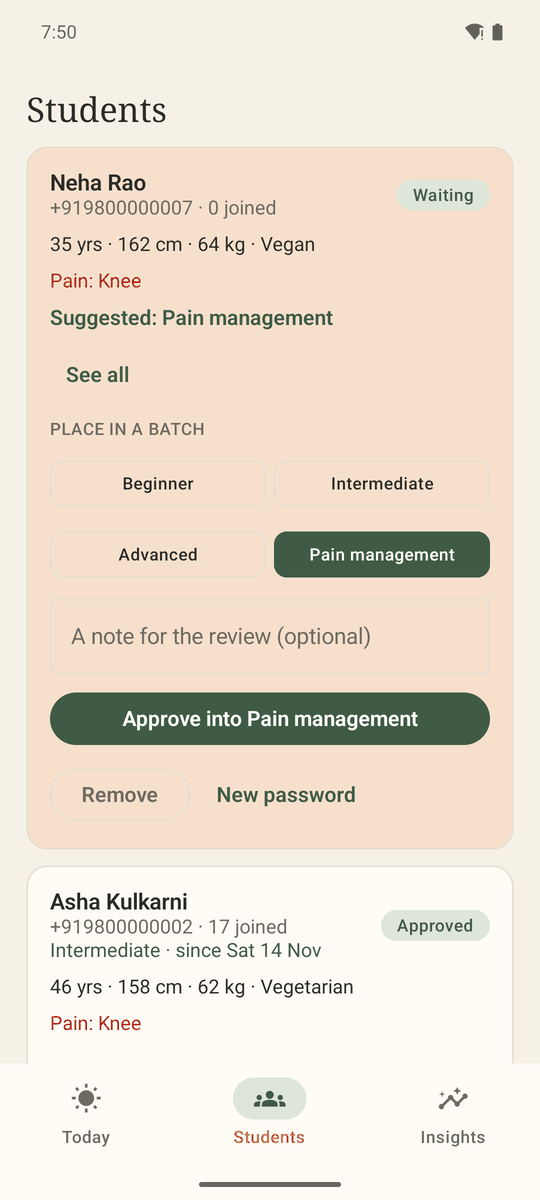 7:50
Students
Neha Rao
Waiting
+919800000007 · 0 joined
35 yrs · 162 cm · 64 kg · Vegan
Pain: Knee
Suggested: Pain management
See all
PLACE IN A BATCH
Beginner
Intermediate
Advanced
Pain management
A note for the review (optional)
Approve into Pain management
Remove
New password
Asha Kulkarni
+919800000002 · 17 joined
Approved
Intermediate · since Sat 14 Nov
46 yrs · 158 cm · 62 kg · Vegetarian
Pain: Knee
Today
Students
Insights